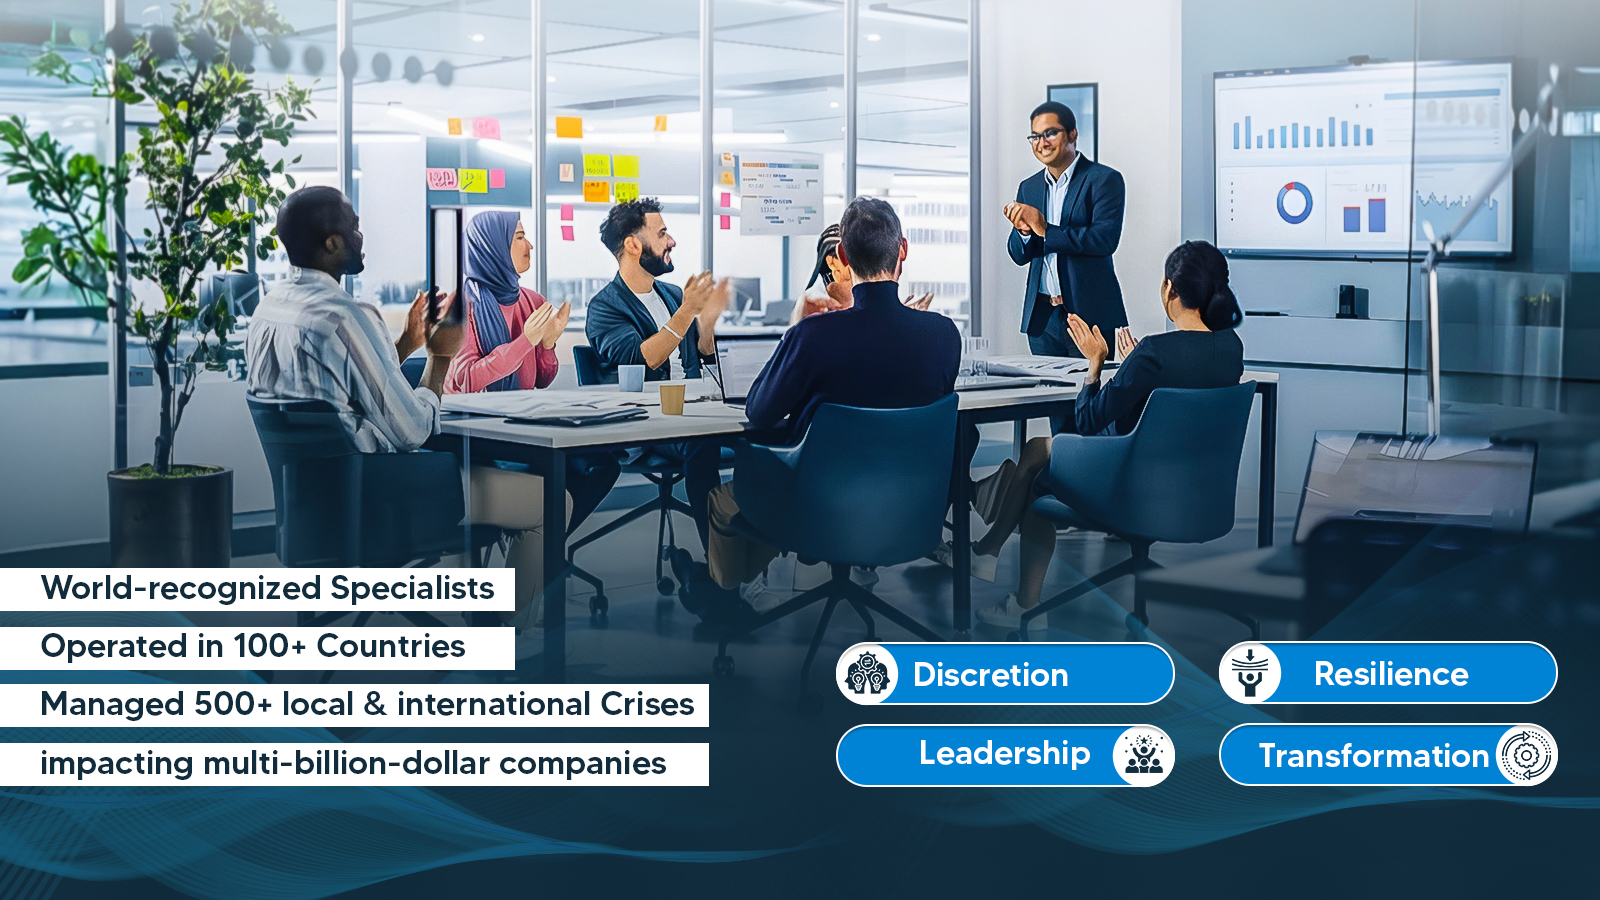 World-recognized Specialists
Operated in 100+ Countries
Managed 500+ local & international Crises
impacting multi-billion-dollar companies
Discretion
Resilience
Leadership
Transformation